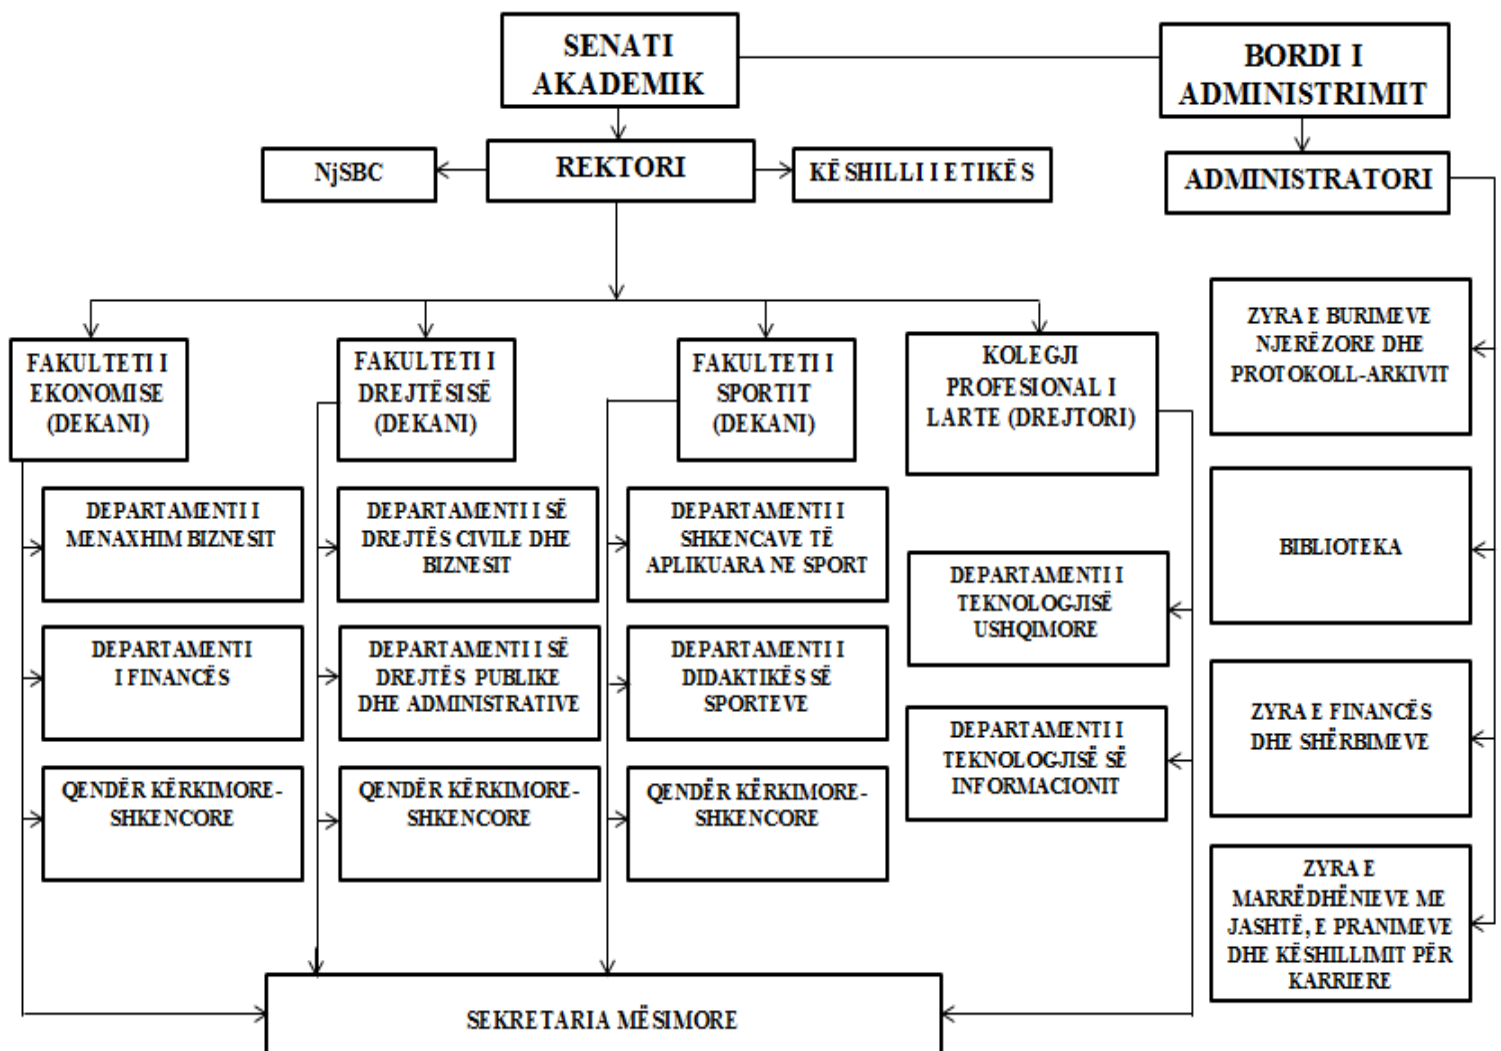 SENATI
AKADEMIK
BORDI I
ADMINISTRIMIT
NjSBC
REKTORI
KËSHILLI I ETIKËS
ADMINISTRATORI
FAKULTETI I
EKONOMISE
(DEKANI)
FAKULTETI I
DREJTËSISË
(DEKANI)
FAKULTETI I
SPORTIT
(DEKANI)
KOLEGJI
PROFESIONAL I
LARTE (DREJTORI)
ZYRA E BURIMEVE
NJERËZORE DHE
PROTOKOLL-ARKIVIT
DEPARTAMENTI I
MENAXHIM BIZNESIT
DEPARTAMENTI I SË
DREJTËS CIVILE DHE
BIZNESIT
DEPARTAMENTI I
SHKENCAVE TË
APLIKUARA NE SPORT
DEPARTAMENTI I
TEKNOLOGJISË
USHQIMORE
BIBLIOTEKA
DEPARTAMENTI
I FINANCËS
DEPARTAMENTI I SË
DREJTËS PUBLIKE
DHE ADMINISTRATIVE
DEPARTAMENTI I
DIDAKTIKËS SË
SPORTEVE
DEPARTAMENTI I
TEKNOLOGJISË SË
INFORMACIONIT
ZYRA E FINANCËS
DHE SHËRBIMEVE
QENDËR KËRKIMORE-
SHKENCORE
QENDËR KËRKIMORE-
SHKENCORE
QENDËR KËRKIMORE-
SHKENCORE
ZYRA E
MARRËDHËNIEVE ME
JASHTË, E PRANIMEVE
DHE KËSHILLIMIT PËR
KARRIERE
SEKRETARIA MËSIMORE